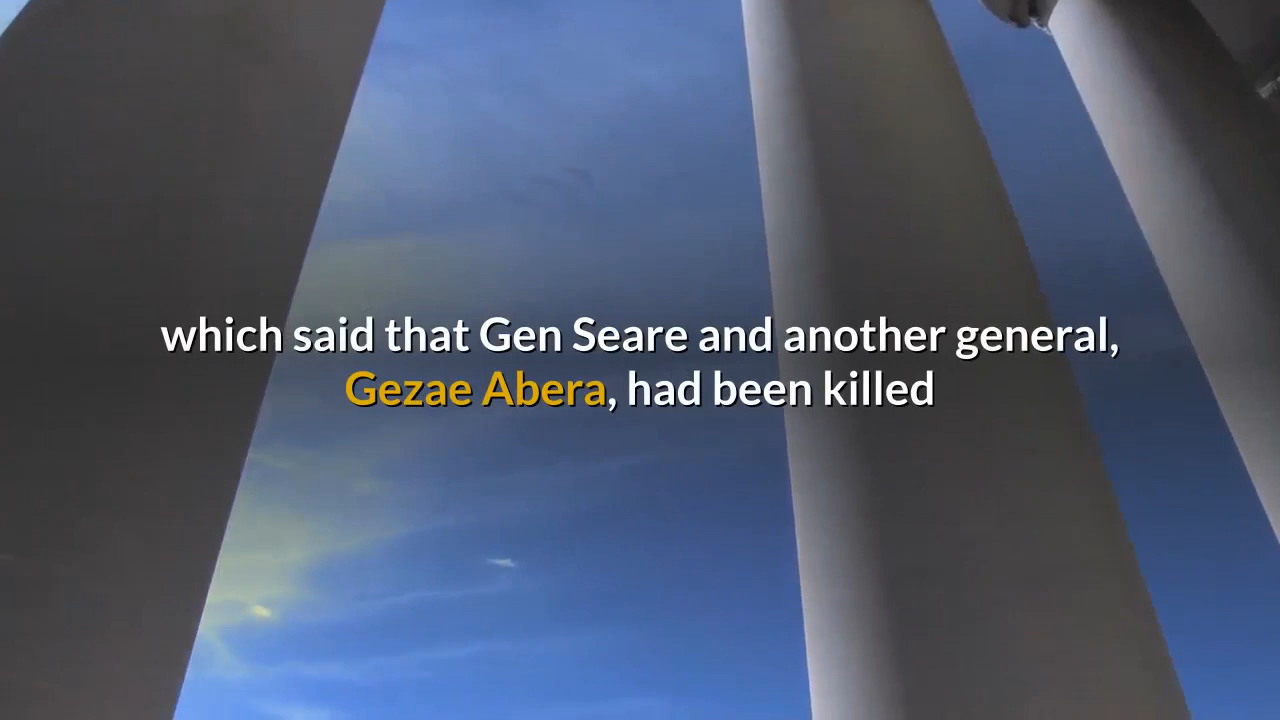 which said that Gen Seare and another general,
Gezae Abera, had been killed